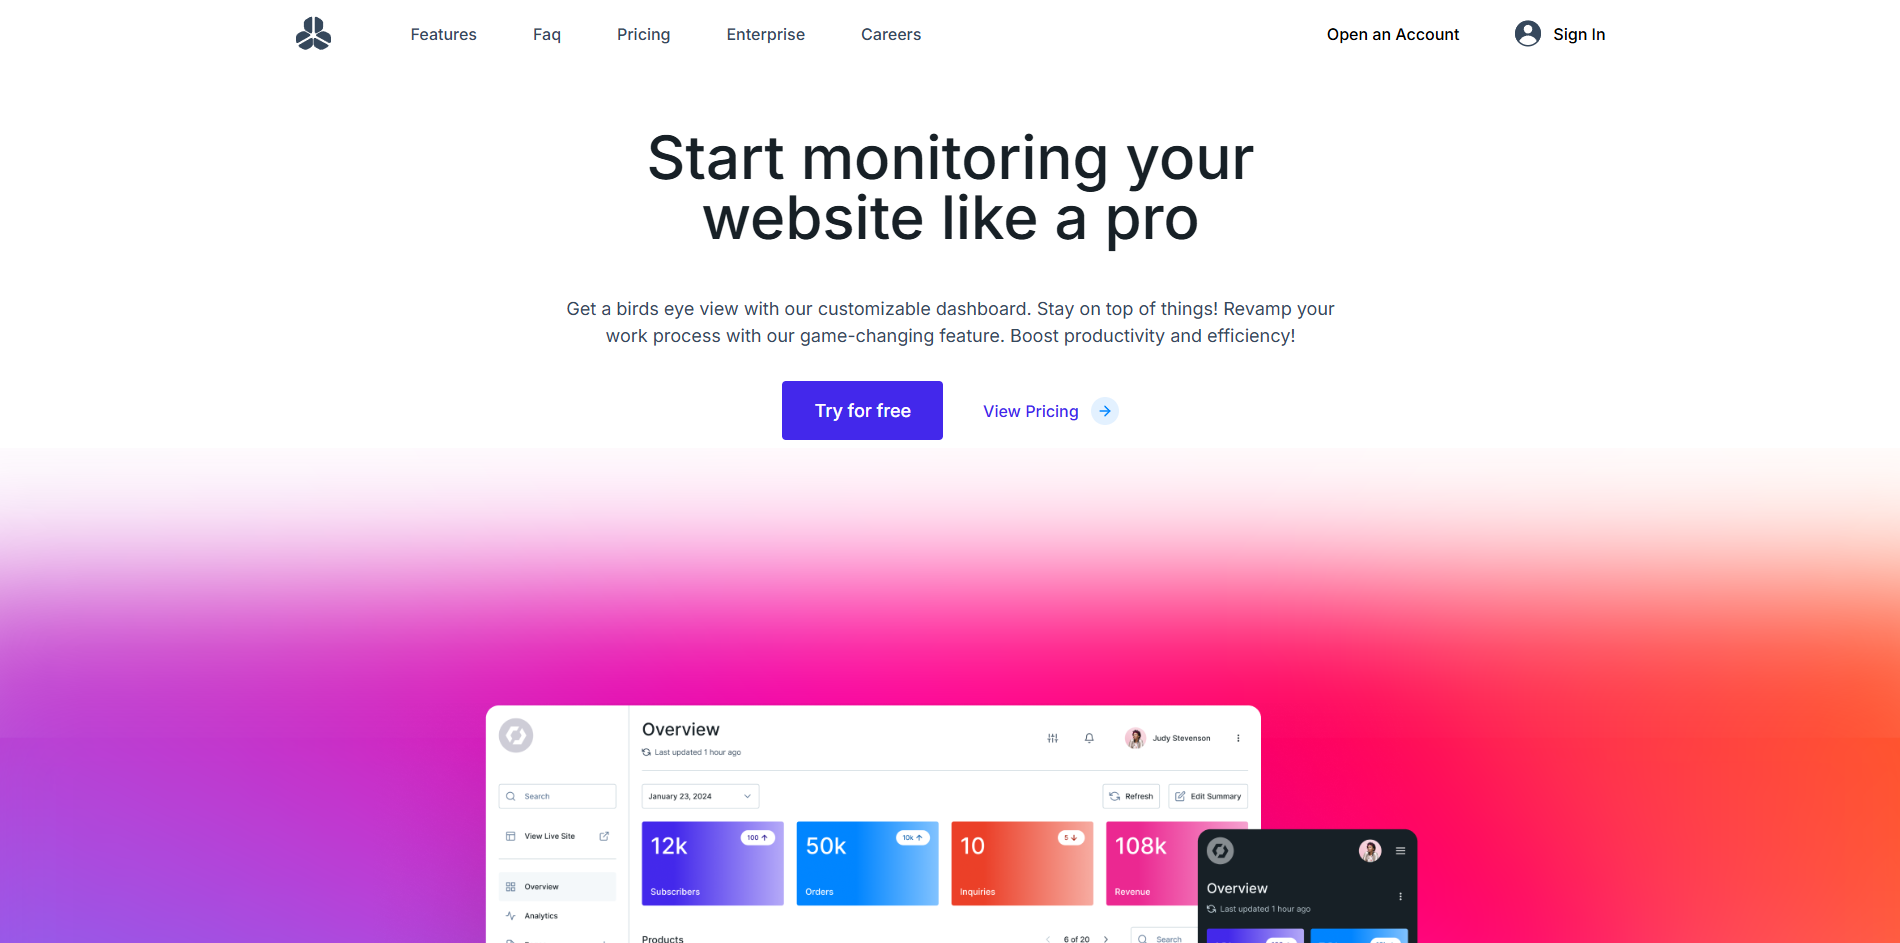 Features Faq Pricing Enterprise Careers Open an Account Sign In
Start monitoring your
website like a pro
Get a birds eye view with our customizable dashboard. Stay on top of things! Revamp your
work process with our game-changing feature. Boost productivity and efficiency!
Try for free View Pricing
Overview
Last updated 1 hour ago
Judy Stevenson
Search
January 23, 2024
Refresh
Edit Summary
View Live Site
12k
100
Subscribers
50k
10k
Orders
10
5
Inquiries
108k
Revenue
Overview
Analytics
Products
6 of 20
Search
Overview
Last updated 1 hour ago